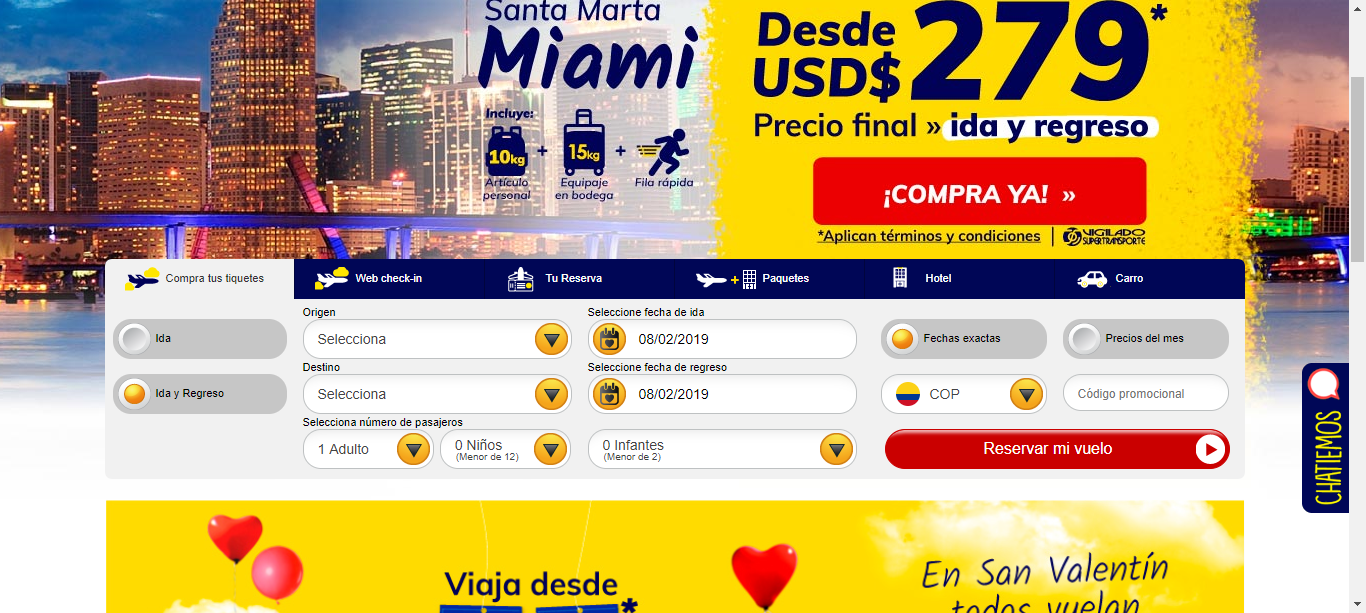 Santa Marta
Miami
Incluye:
10kg + 15kg +
Artículo personal
Equipaje en bodega
Fila rápida
Desde
USD$ 279*
Precio final » ida y regreso
¡COMPRA YA! »
*Aplican términos y condiciones | VIGILADO SUPERTRANSPORTE
Compra tus tiquetes
Web check-in
Tu Reserva
Paquetes
Hotel
Carro
Ida
Ida y Regreso
Origen
Selecciona
Destino
Selecciona
Selecciona número de pasajeros
1 Adulto
0 Niños
(Menor de 12)
0 Infantes
(Menor de 2)
Seleccione fecha de ida
08/02/2019
Seleccione fecha de regreso
08/02/2019
Fechas exactas
Precios del mes
COP
Código promocional
Reservar mi vuelo
CHATIEMOS
Viaja desde
*
En San Valentín
todos vuelan